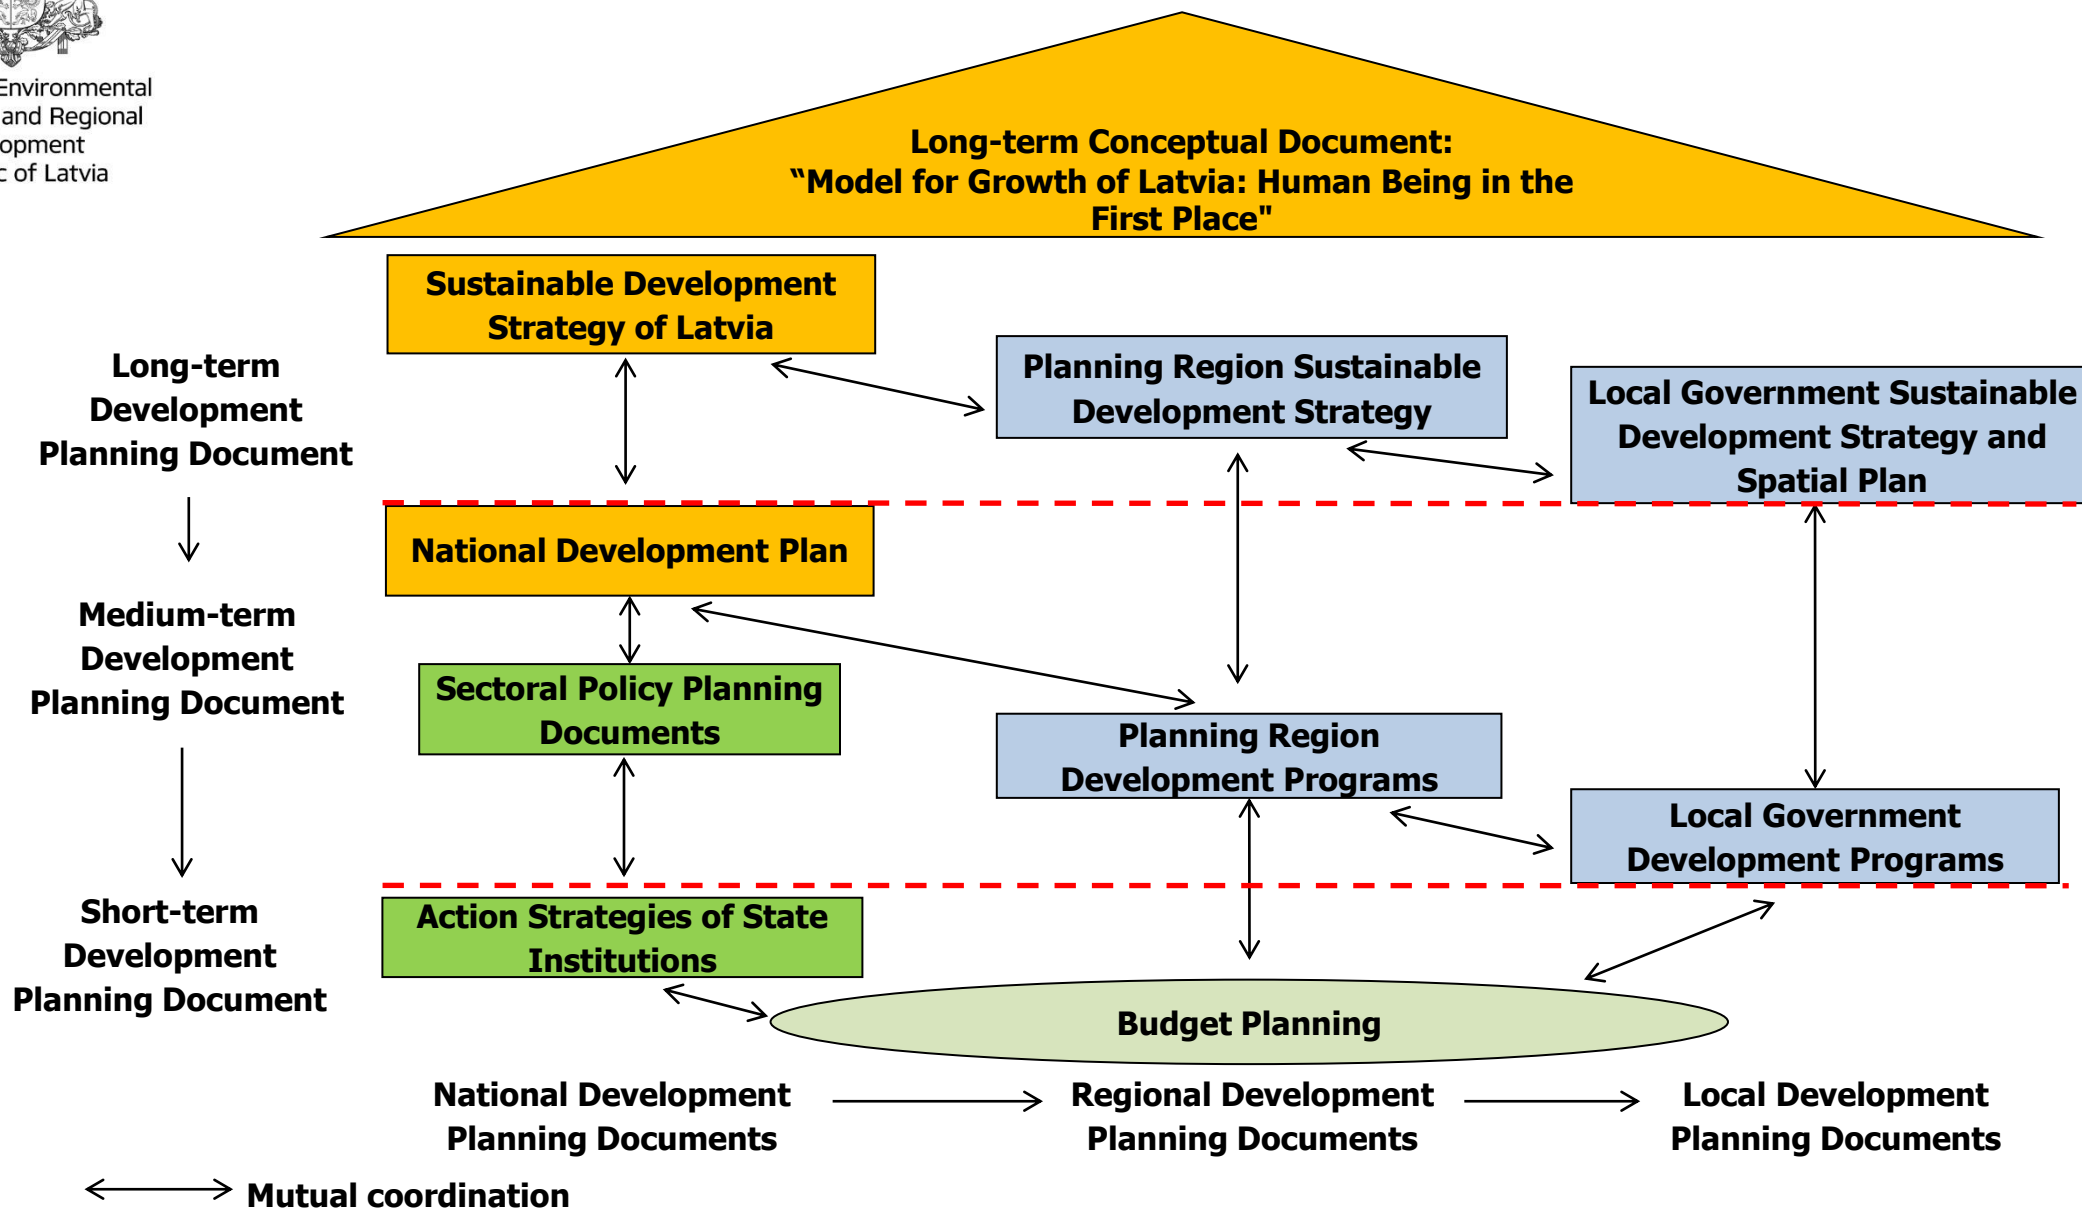 Environmental
and Regional
of Latvia
Long-term Conceptual Document:
“Model for Growth of Latvia: Human Being in the
First Place"
Sustainable Development
Strategy of Latvia
Long-term
Development
Planning Document
Planning Region Sustainable
Development Strategy
Local Government Sustainable
Development Strategy and
Spatial Plan
National Development Plan
Medium-term
Development
Planning Document
Sectoral Policy Planning
Documents
Planning Region
Development Programs
Local Government
Development Programs
Short-term
Development
Planning Document
Action Strategies of State
Institutions
Budget Planning
National Development
Planning Documents
Regional Development
Planning Documents
Local Development
Planning Documents
Mutual coordination